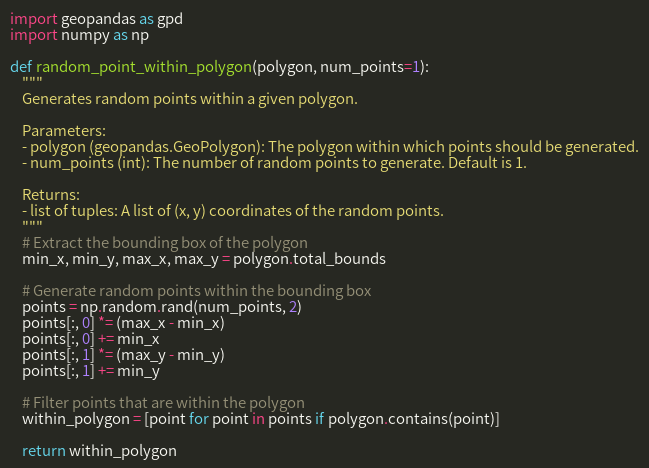 import geopandas as gpd
import numpy as np
def random_point_within_polygon(polygon, num_points=1):
"""
Generates random points within a given polygon.
Parameters:
- polygon (geopandas.GeoPolygon): The polygon within which points should be generated.
- num_points (int): The number of random points to generate. Default is 1.
Returns:
- list of tuples: A list of (x, y) coordinates of the random points.
"""
# Extract the bounding box of the polygon
min_x, min_y, max_x, max_y = polygon.total_bounds
# Generate random points within the bounding box
points = np.random.rand(num_points, 2)
points[:, 0] *= (max_x - min_x)
points[:, 0] += min_x
points[:, 1] *= (max_y - min_y)
points[:, 1] += min_y
# Filter points that are within the polygon
within_polygon = [point for point in points if polygon.contains(point)]
return within_polygon